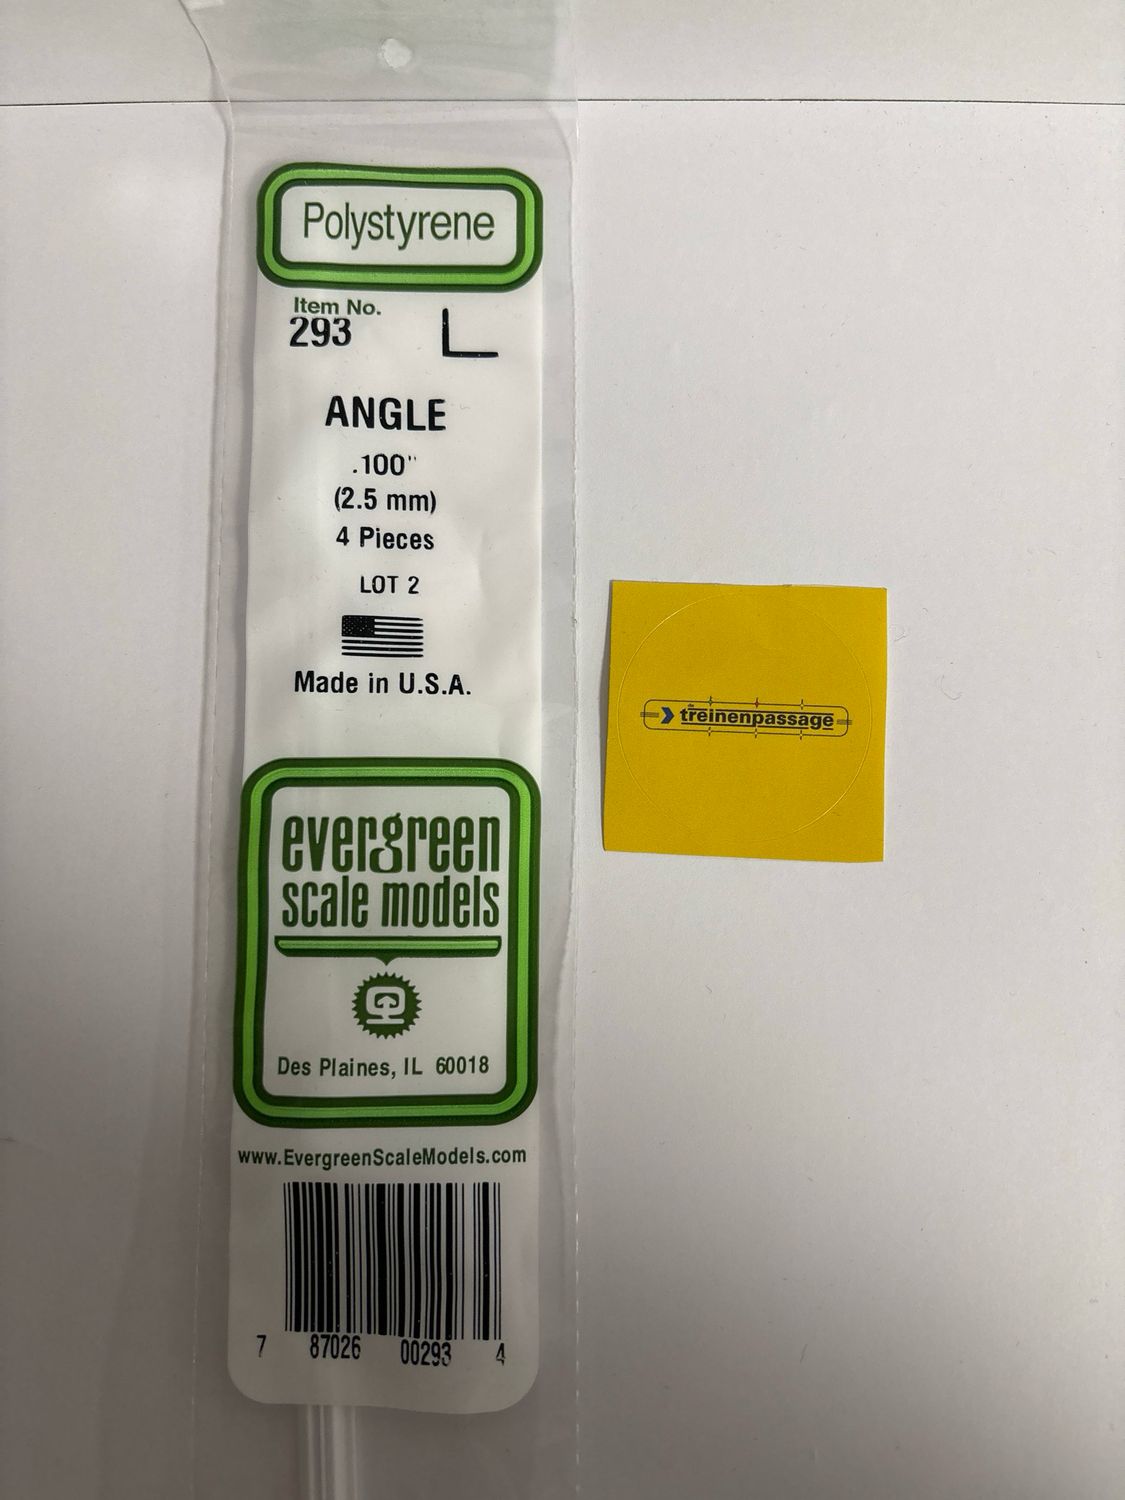 Polystyrene
Item No.
293
ANGLE
.100"
(2.5 mm)
4 Pieces
LOT 2
Made in U.S.A.
evergreen
scale models
Des Plaines, IL 60018
www.EvergreenScaleModels.com
7 87026 00293 4
de
treinenpassage